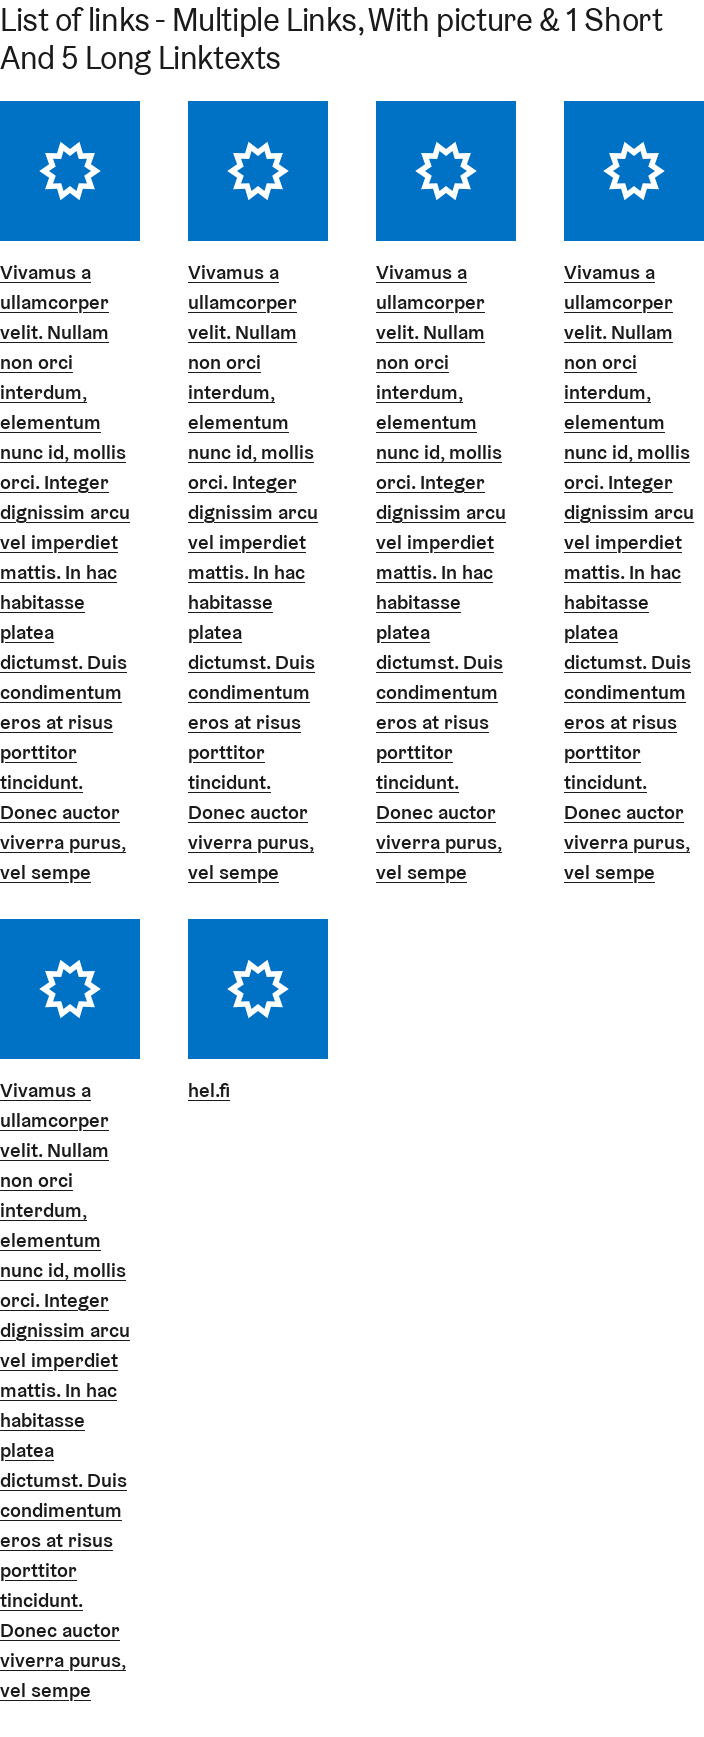 List of links - Multiple Links, With picture & 1 Short
And 5 Long Linktexts
Vivamus a
ullamcorper
velit. Nullam
non orci
interdum,
elementum
nunc id, mollis
orci. Integer
dignissim arcu
vel imperdiet
mattis. In hac
habitasse
platea
dictumst. Duis
condimentum
eros at risus
porttitor
tincidunt.
Donec auctor
viverra purus,
vel sempe
Vivamus a
ullamcorper
velit. Nullam
non orci
interdum,
elementum
nunc id, mollis
orci. Integer
dignissim arcu
vel imperdiet
mattis. In hac
habitasse
platea
dictumst. Duis
condimentum
eros at risus
porttitor
tincidunt.
Donec auctor
viverra purus,
vel sempe
Vivamus a
ullamcorper
velit. Nullam
non orci
interdum,
elementum
nunc id, mollis
orci. Integer
dignissim arcu
vel imperdiet
mattis. In hac
habitasse
platea
dictumst. Duis
condimentum
eros at risus
porttitor
tincidunt.
Donec auctor
viverra purus,
vel sempe
Vivamus a
ullamcorper
velit. Nullam
non orci
interdum,
elementum
nunc id, mollis
orci. Integer
dignissim arcu
vel imperdiet
mattis. In hac
habitasse
platea
dictumst. Duis
condimentum
eros at risus
porttitor
tincidunt.
Donec auctor
viverra purus,
vel sempe
Vivamus a
ullamcorper
velit. Nullam
non orci
interdum,
elementum
nunc id, mollis
orci. Integer
dignissim arcu
vel imperdiet
mattis. In hac
habitasse
platea
dictumst. Duis
condimentum
eros at risus
porttitor
tincidunt.
Donec auctor
viverra purus,
vel sempe
hel.fi